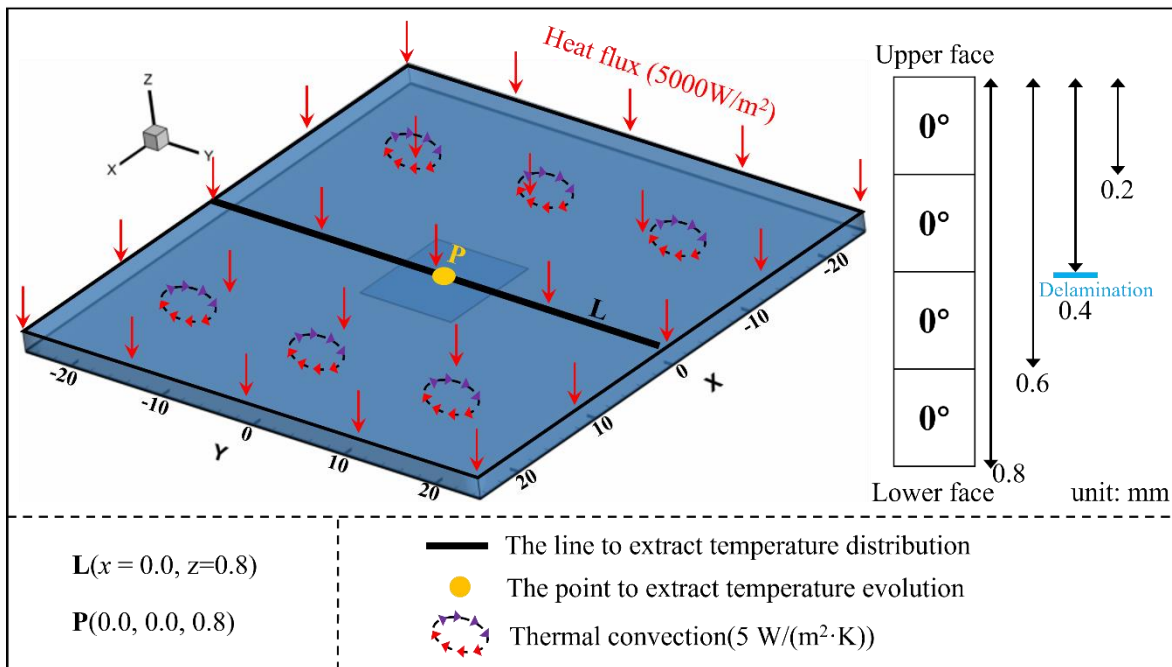 Heat flux (5000W/m²)
Z
X
Y
P
L
-20
-10
0
10
20
Y
-20
-10
0
10
20
X
Upper face
0°
0°
0°
0°
Lower face
0.2
Delamination
0.4
0.6
0.8
unit: mm
L(x = 0.0, z=0.8)
P(0.0, 0.0, 0.8)
The line to extract temperature distribution
The point to extract temperature evolution
Thermal convection(5 W/(m²·K))